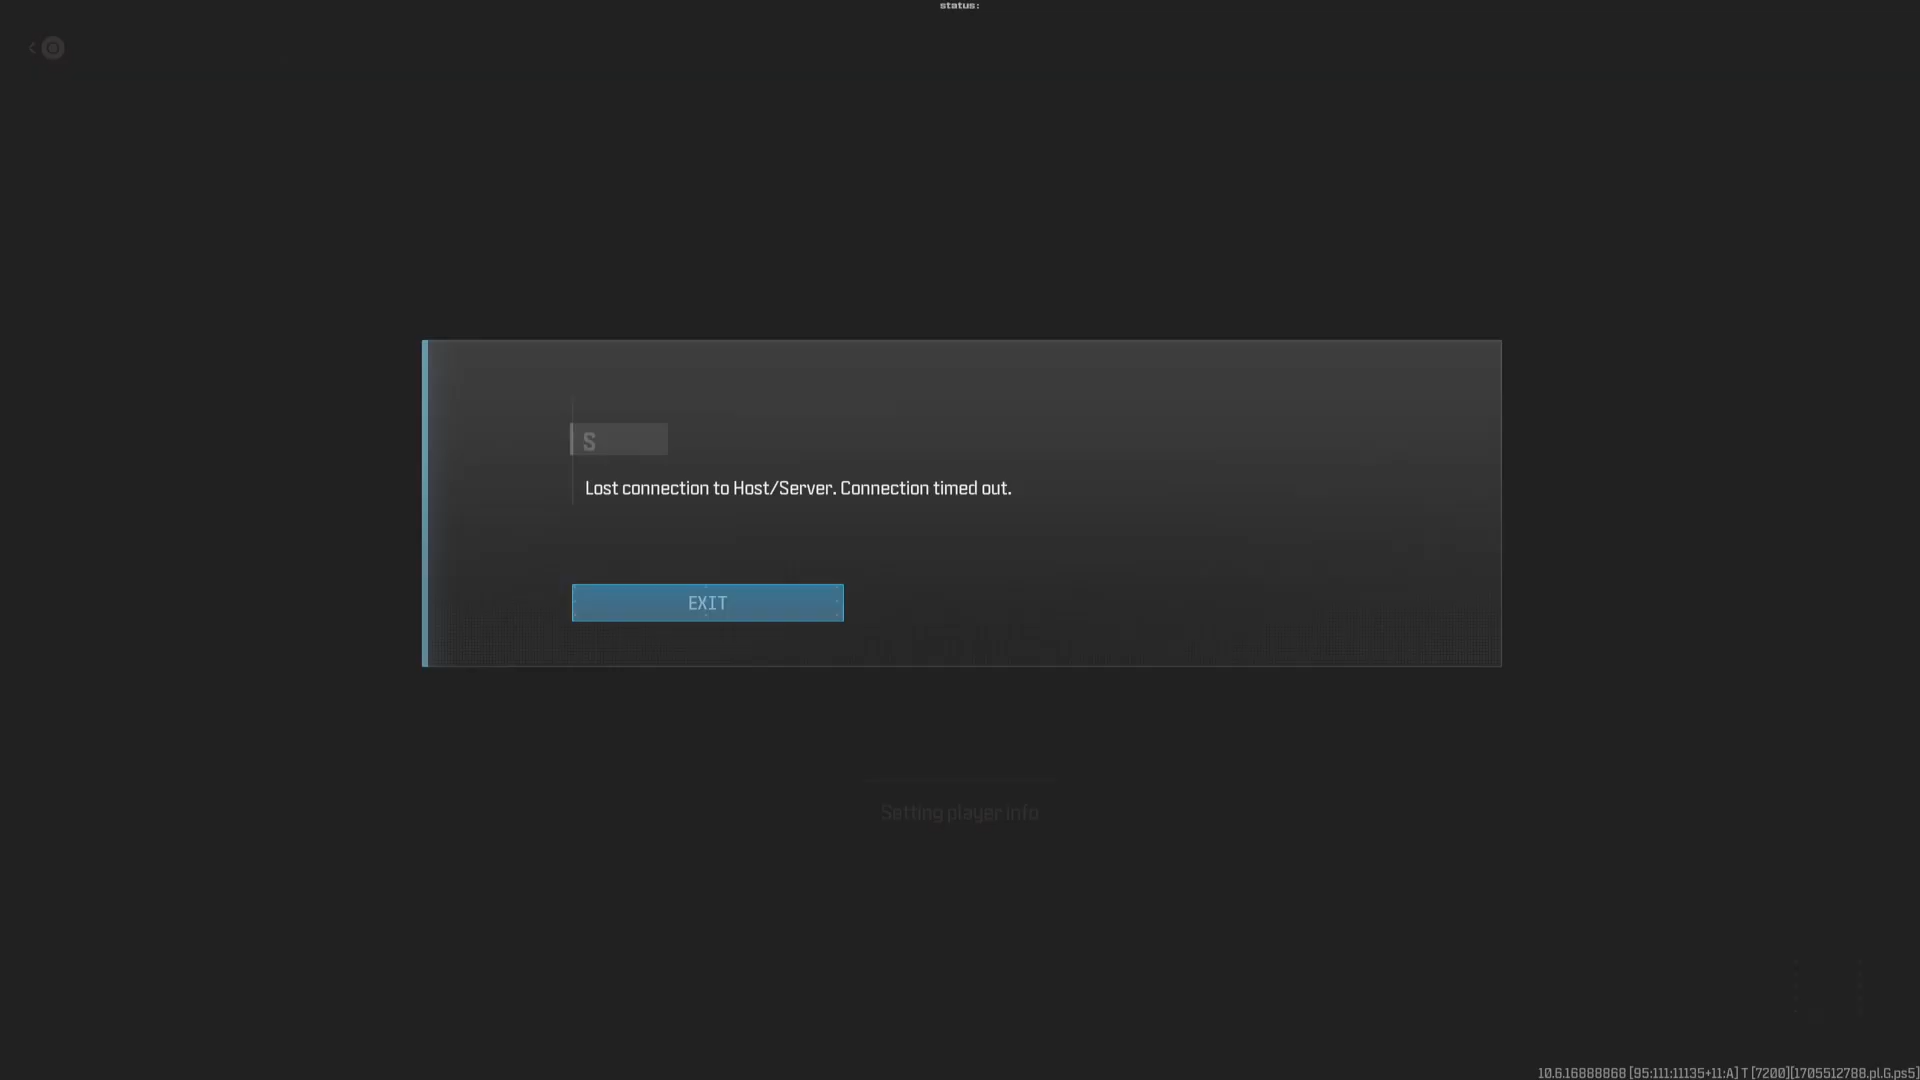 status:
S
Lost connection to Host/Server. Connection timed out.
EXIT
Setting player info
10.6.16888868 [95:111:11135+11:A] T [7200][1705512788.pl.G.ps5]